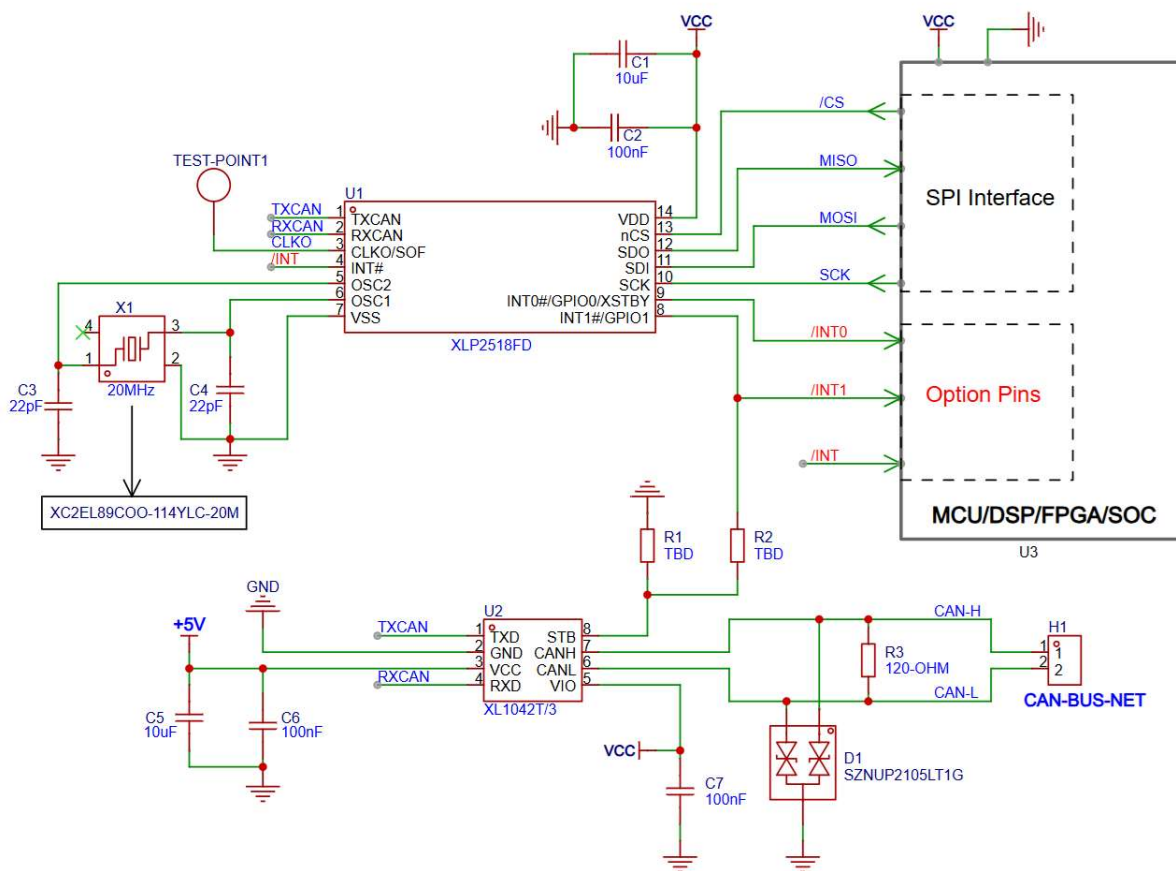 VCC
VCC
C1
10uF
C2
100nF
/CS
MISO
MOSI
SCK
SPI Interface
/INT0
/INT1
/INT
Option Pins
MCU/DSP/FPGA/SOC
U3
TEST-POINT1
U1
TXCAN
RXCAN
CLKO
/INT
1 TXCAN
2 RXCAN
3 CLKO/SOF
4 INT#
5 OSC2
6 OSC1
7 VSS
VDD 14
nCS 13
SDO 12
SDI 11
SCK 10
INT0#/GPIO0/XSTBY 9
INT1#/GPIO1 8
XLP2518FD
X1
4
3
1
2
20MHz
C3
22pF
C4
22pF
XC2EL89COO-114YLC-20M
R1
TBD
R2
TBD
GND
+5V
U2
TXCAN
RXCAN
1 TXD
2 GND
3 VCC
4 RXD
STB 8
CANH 7
CANL 6
VIO 5
XL1042T/3
C5
10uF
C6
100nF
VCC
C7
100nF
CAN-H
R3
120-OHM
CAN-L
H1
1 1
2 2
CAN-BUS-NET
D1
SZNUP2105LT1G